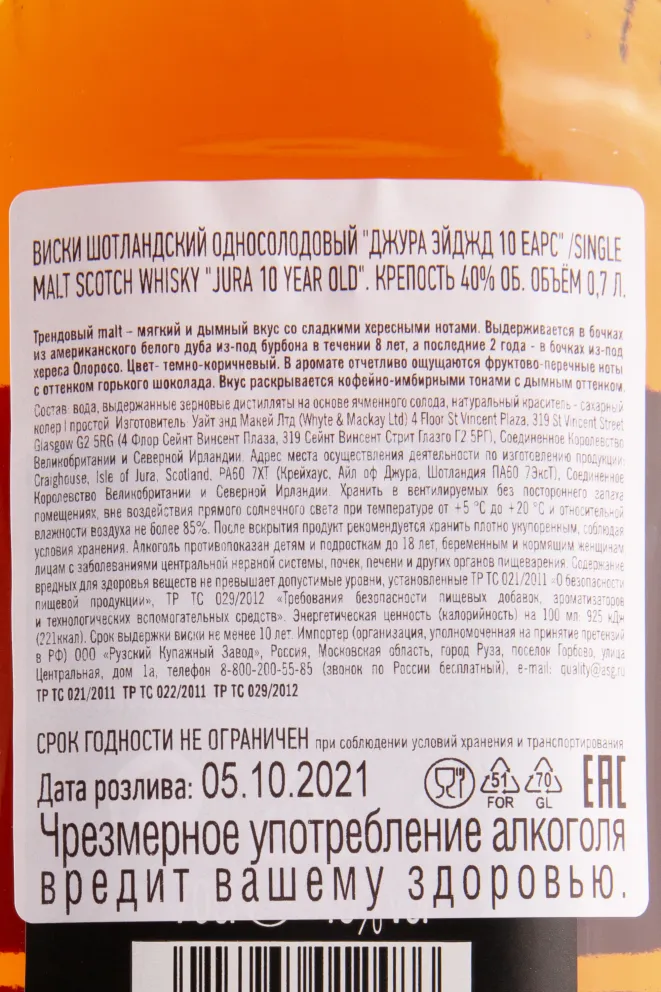 ВИСКИ ШОТЛАНДСКИЙ ОДНОСОЛОДОВЫЙ "ДЖУРА ЭЙДЖД 10 ЕАРС" /SINGLE
MALT SCOTCH WHISKY "JURA 10 YEAR OLD". КРЕПОСТЬ 40% ОБ. ОБЪЁМ 0,7 Л.
Трендовый malt – мягкий и дымный вкус со сладкими хересными нотами. Выдерживается в бочках
из американского белого дуба из-под бурбона в течении 8 лет, а последние 2 года - в бочках из-под
хереса Олоросо. Цвет- темно-коричневый. В аромате отчетливо ощущаются фруктово-перечные ноты
с оттенком горького шоколада. Вкус раскрывается кофейно-имбирными тонами с дымным оттенком.
Состав: вода, выдержанные зерновые дистилляты на основе ячменного солода, натуральный краситель - сахарный
колер I простой. Изготовитель: Уайт энд Макей Лтд (Whyte & Mackay Ltd) 4 Floor St Vincent Plaza, 319 St Vincent Street
Glasgow G2 5RG (4 Флор Сейнт Винсент Плаза, 319 Сейнт Винсент Стрит Глазго Г2 5РГ), Соединенное Королевство
Великобритании и Северной Ирландии. Адрес места осуществления деятельности по изготовлению продукции:
Craighouse, Isle of Jura, Scotland, PA60 7XT (Крейхаус, Айл оф Джура, Шотландия ПА60 7ЭксТ), Соединенное
Королевство Великобритании и Северной Ирландии. Хранить в вентилируемых без постороннего запаха
помещениях, вне воздействия прямого солнечного света при температуре от +5 °С до +20 °С и относительной
влажности воздуха не более 85%. После вскрытия продукт рекомендуется хранить плотно укупоренным, соблюдая
условия хранения. Алкоголь противопоказан детям и подросткам до 18 лет, беременным и кормящим женщинам,
лицам с заболеваниями центральной нервной системы, почек, печени и других органов пищеварения. Содержание
вредных для здоровья веществ не превышает допустимые уровни, установленные ТР ТС 021/2011 «О безопасности
пищевой продукции», ТР ТС 029/2012 «Требования безопасности пищевых добавок, ароматизаторов
и технологических вспомогательных средств». Энергетическая ценность (калорийность) на 100 мл: 925 кДж
(221ккал). Срок выдержки виски не менее 10 лет. Импортер (организация, уполномоченная на принятие претензий
в РФ) ООО «Рузский Купажный Завод», Россия, Московская область, город Руза, поселок Горбово, улица
Центральная, дом 1а, телефон 8-800-200-55-85 (звонок по России бесплатный), e-mail: quality@asg.ru
ТР ТС 021/2011 ТР ТС 022/2011 ТР ТС 029/2012
СРОК ГОДНОСТИ НЕ ОГРАНИЧЕН при соблюдении условий хранения и транспортирования
Дата розлива: 05.10.2021
51 FOR
70 GL
ЕАС
Чрезмерное употребление алкоголя
вредит вашему здоровью.